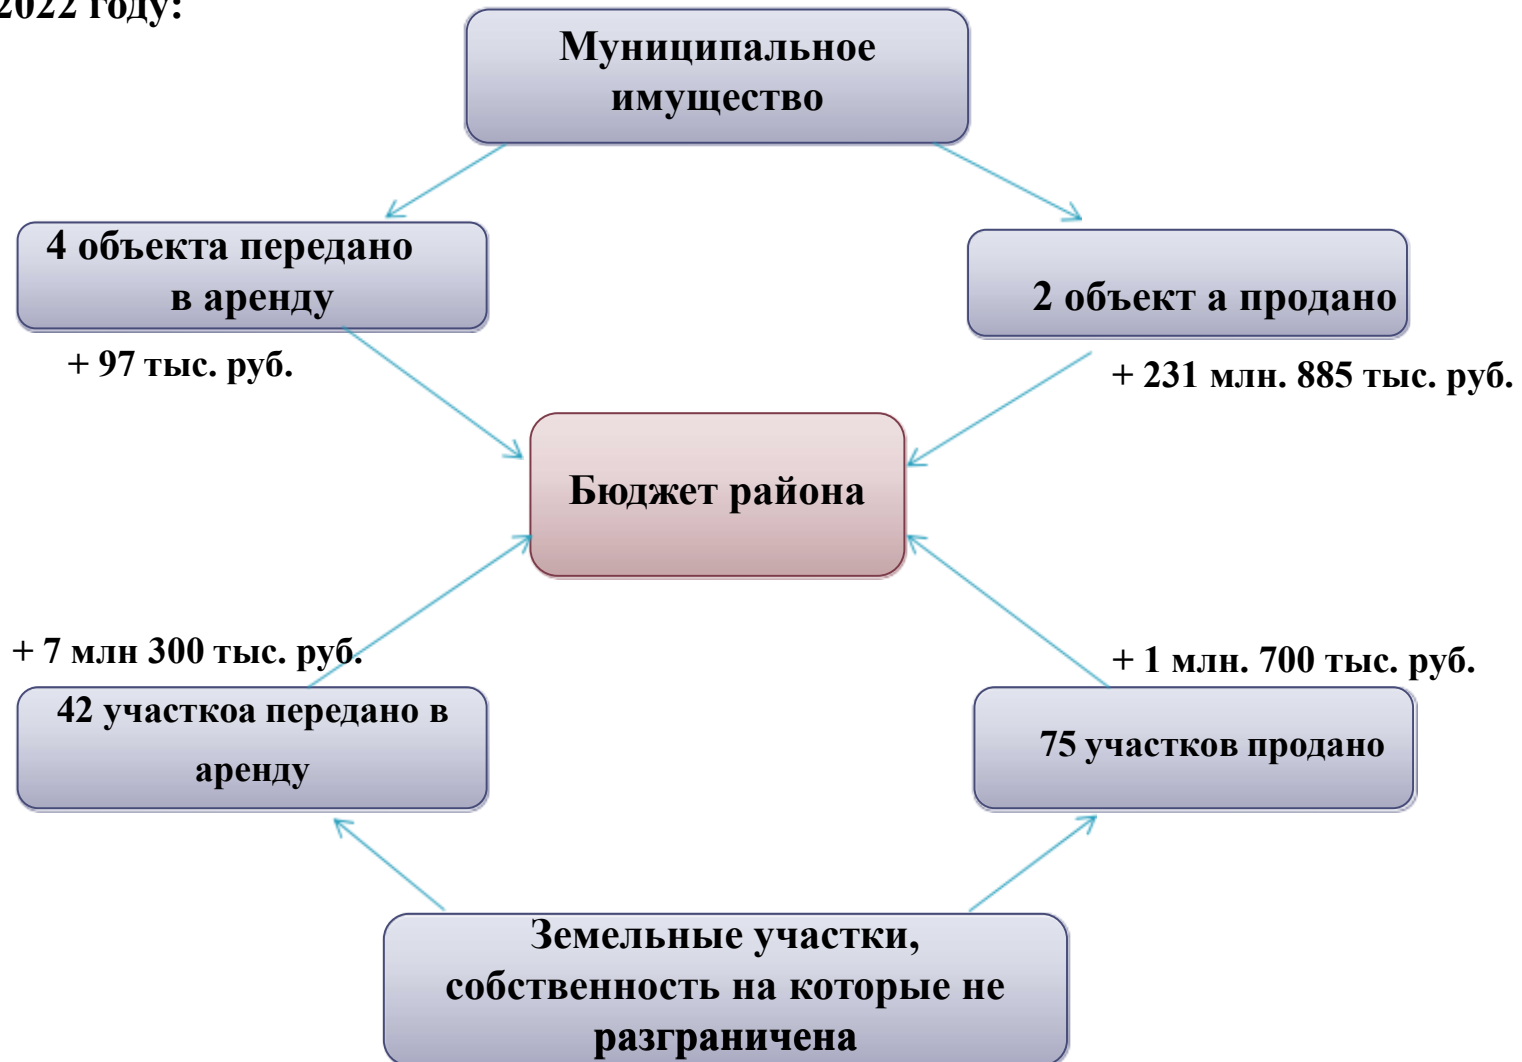 2022 году:
Муниципальное
имущество
4 объекта передано
в аренду
2 объект а продано
+ 97 тыс. руб.
+ 231 млн. 885 тыс. руб.
Бюджет района
+ 7 млн 300 тыс. руб.
+ 1 млн. 700 тыс. руб.
42 участкоа передано в
аренду
75 участков продано
Земельные участки,
собственность на которые не
разграничена